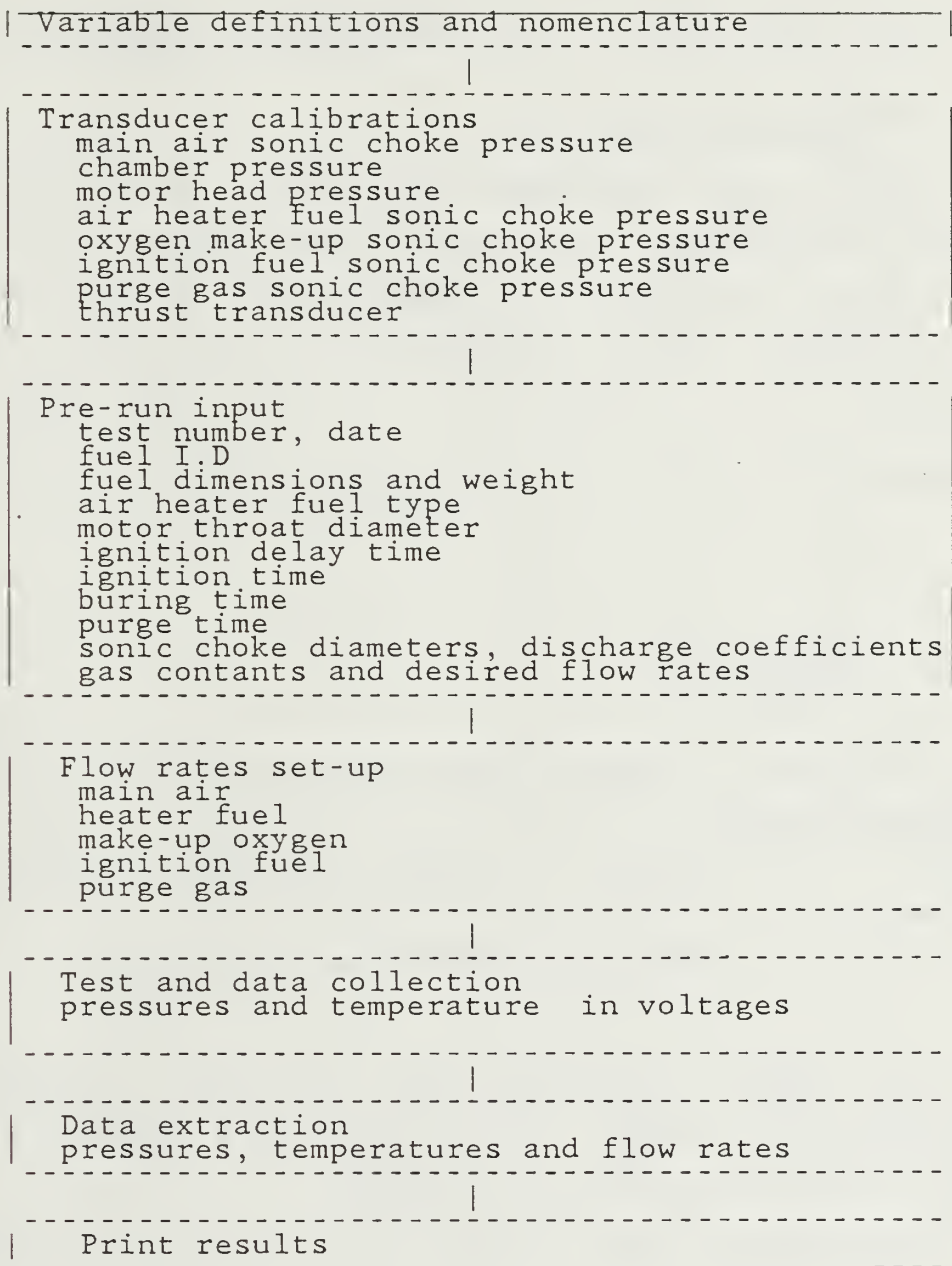 Variable definitions and nomenclature
Transducer calibrations
main air sonic choke pressure
chamber pressure
motor head pressure
air heater fuel sonic choke pressure
oxygen make-up sonic choke pressure
ignition fuel sonic choke pressure
purge gas sonic choke pressure
thrust transducer
Pre-run input
test number, date
fuel I.D
fuel dimensions and weight
air heater fuel type
motor throat diameter
ignition delay time
ignition time
buring time
purge time
sonic choke diameters, discharge coefficients
gas contants and desired flow rates
Flow rates set-up
main air
heater fuel
make-up oxygen
ignition fuel
purge gas
Test and data collection
pressures and temperature in voltages
Data extraction
pressures, temperatures and flow rates
Print results